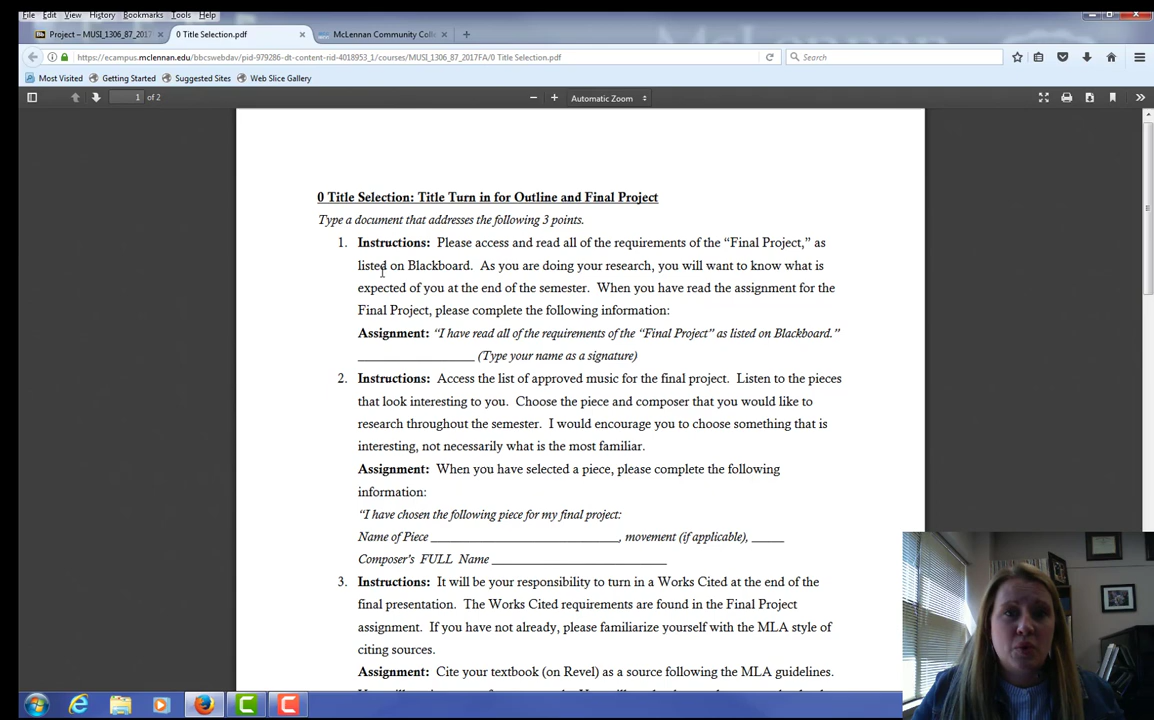 File Edit View History Bookmarks Tools Help
Project – MUSI_1306_87_2017 × 0 Title Selection.pdf × McLennan Community Col × +
https://ecampus.mclennan.edu/bbcswebdav/pid-979286-dt-content-rid-4018953_1/courses/MUSI_1306_87_2017FA/0 Title Selection.pdf Search
Most Visited Getting Started Suggested Sites Web Slice Gallery
1 of 2 Automatic Zoom
0 Title Selection: Title Turn in for Outline and Final Project
Type a document that addresses the following 3 points.
1. Instructions: Please access and read all of the requirements of the “Final Project,” as
listed on Blackboard. As you are doing your research, you will want to know what is
expected of you at the end of the semester. When you have read the assignment for the
Final Project, please complete the following information:
Assignment: “I have read all of the requirements of the “Final Project” as listed on Blackboard.”
__________________ (Type your name as a signature)
2. Instructions: Access the list of approved music for the final project. Listen to the pieces
that look interesting to you. Choose the piece and composer that you would like to
research throughout the semester. I would encourage you to choose something that is
interesting, not necessarily what is the most familiar.
Assignment: When you have selected a piece, please complete the following
information:
“I have chosen the following piece for my final project:
Name of Piece _____________________________, movement (if applicable), _____
Composer’s FULL Name ___________________________
3. Instructions: It will be your responsibility to turn in a Works Cited at the end of the
final presentation. The Works Cited requirements are found in the Final Project
assignment. If you have not already, please familiarize yourself with the MLA style of
citing sources.
Assignment: Cite your textbook (on Revel) as a source following the MLA guidelines.